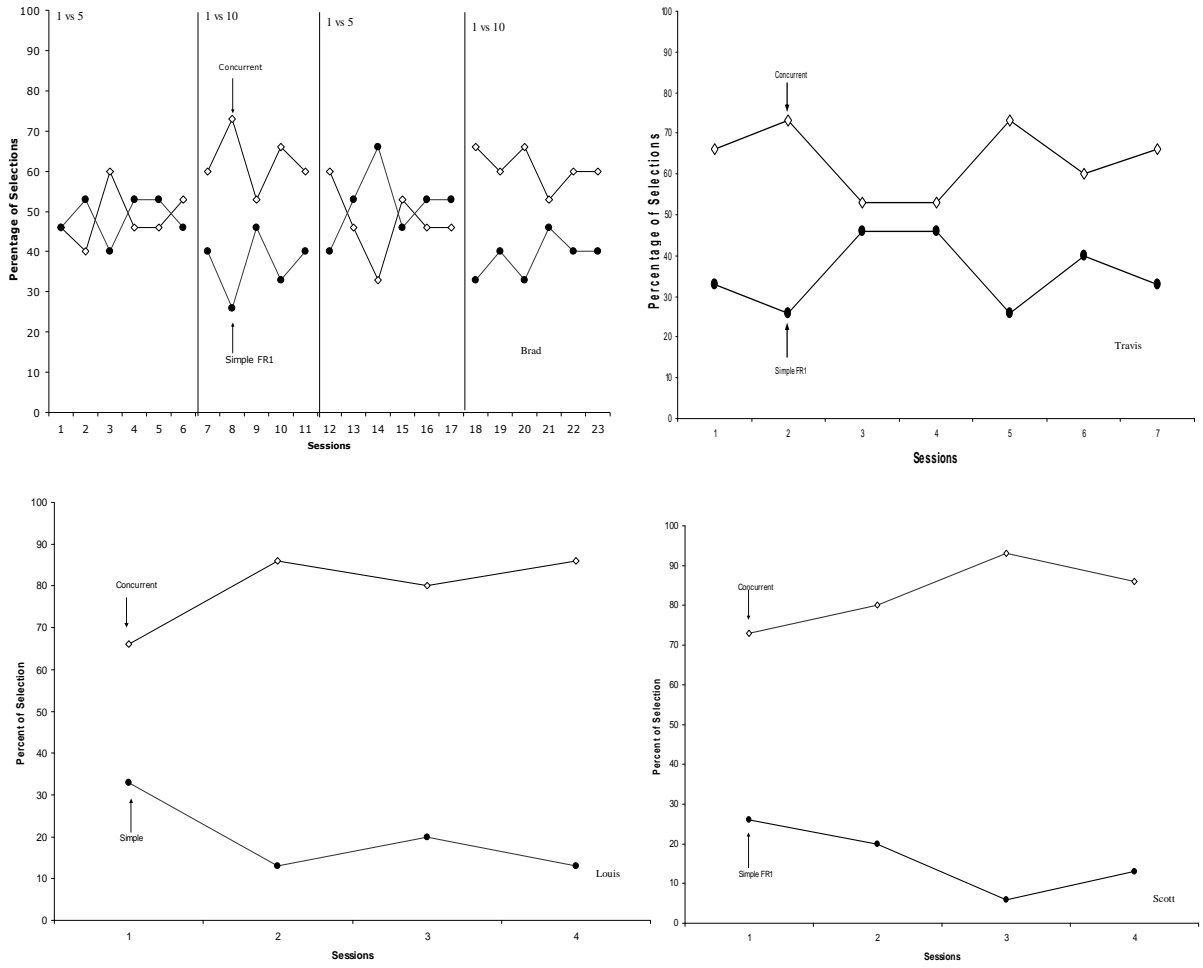 100
90
80
70
60
50
40
30
20
10
0
Perentage of Selections
1 vs 5
1 vs 10
1 vs 5
1 vs 10
Concurrent
Simple FR1
Brad
1 2 3 4 5 6 7 8 9 10 11 12 13 14 15 16 17 18 19 20 21 22 23
Sessions
100
90
80
70
60
50
40
30
20
10
0
Percentage of Selections
Concurrent
Simple FR1
Travis
1 2 3 4 5 6 7
Sessions
100
90
80
70
60
50
40
30
20
10
0
Percent of Selection
Concurrent
Simple
Louis
1 2 3 4
Sessions
100
90
80
70
60
50
40
30
20
10
0
Percent of Selection
Concurrent
Simple FR1
Scott
1 2 3 4
Sessions